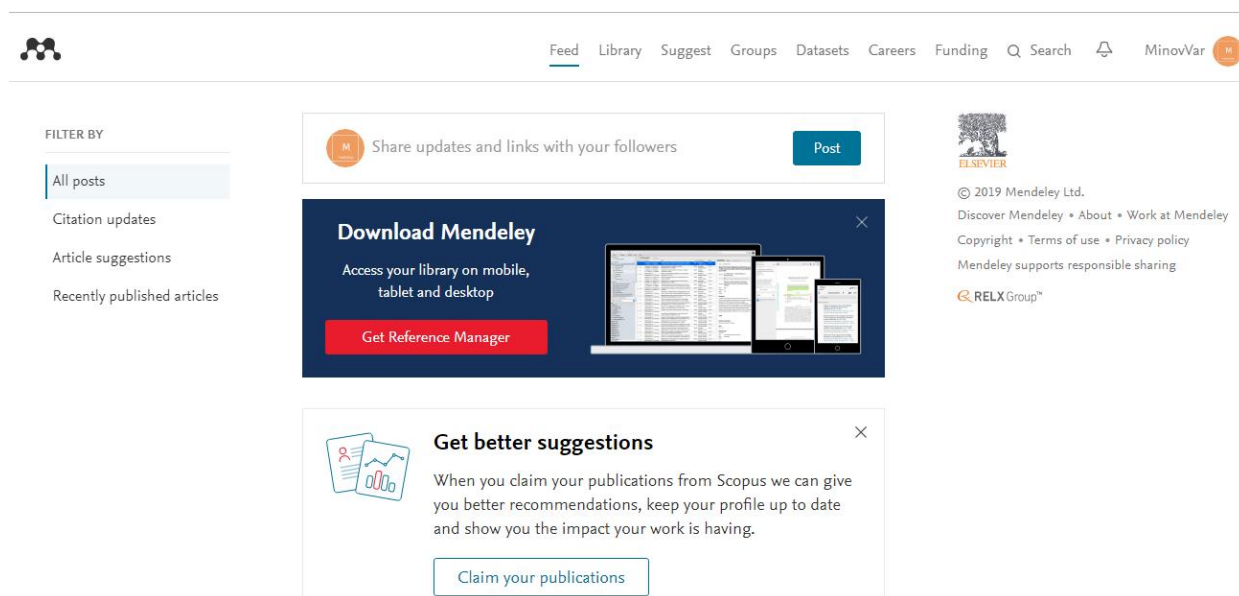 Feed Library Suggest Groups Datasets Careers Funding Search MinovVar M
FILTER BY
All posts
Citation updates
Article suggestions
Recently published articles
M Share updates and links with your followers Post
Download Mendeley
Access your library on mobile,
tablet and desktop
Get Reference Manager
Get better suggestions
When you claim your publications from Scopus we can give
you better recommendations, keep your profile up to date
and show you the impact your work is having.
Claim your publications
ELSEVIER
© 2019 Mendeley Ltd.
Discover Mendeley • About • Work at Mendeley
Copyright • Terms of use • Privacy policy
Mendeley supports responsible sharing
RELX Group™